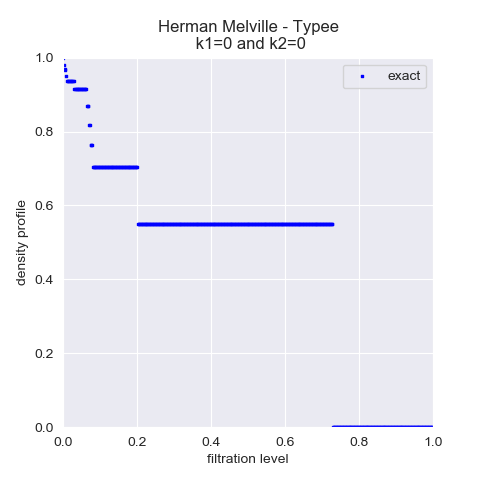 Herman Melville - Typee
k1=0 and k2=0
exact
density profile
1.0
0.8
0.6
0.4
0.2
0.0
0.0 0.2 0.4 0.6 0.8 1.0
filtration level